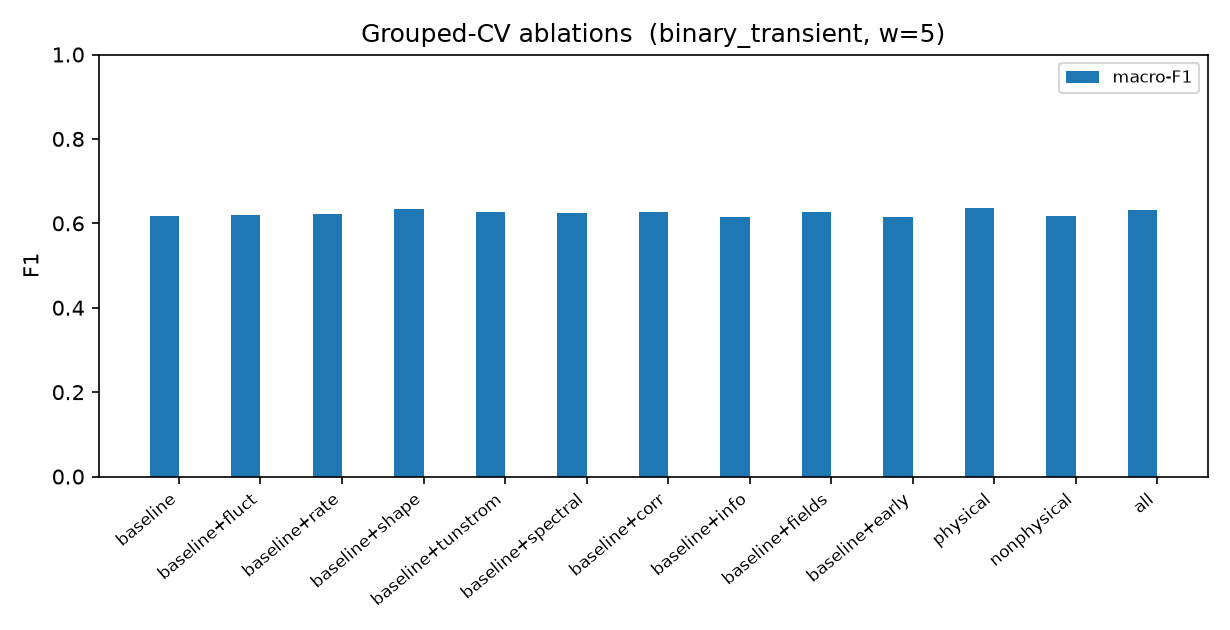 Grouped-CV ablations  (binary_transient, w=5)
macro-F1
F1
1.0
0.8
0.6
0.4
0.2
0.0
baseline
baseline+fluct
baseline+rate
baseline+shape
baseline+tunstrom
baseline+spectral
baseline+corr
baseline+info
baseline+fields
baseline+early
physical
nonphysical
all